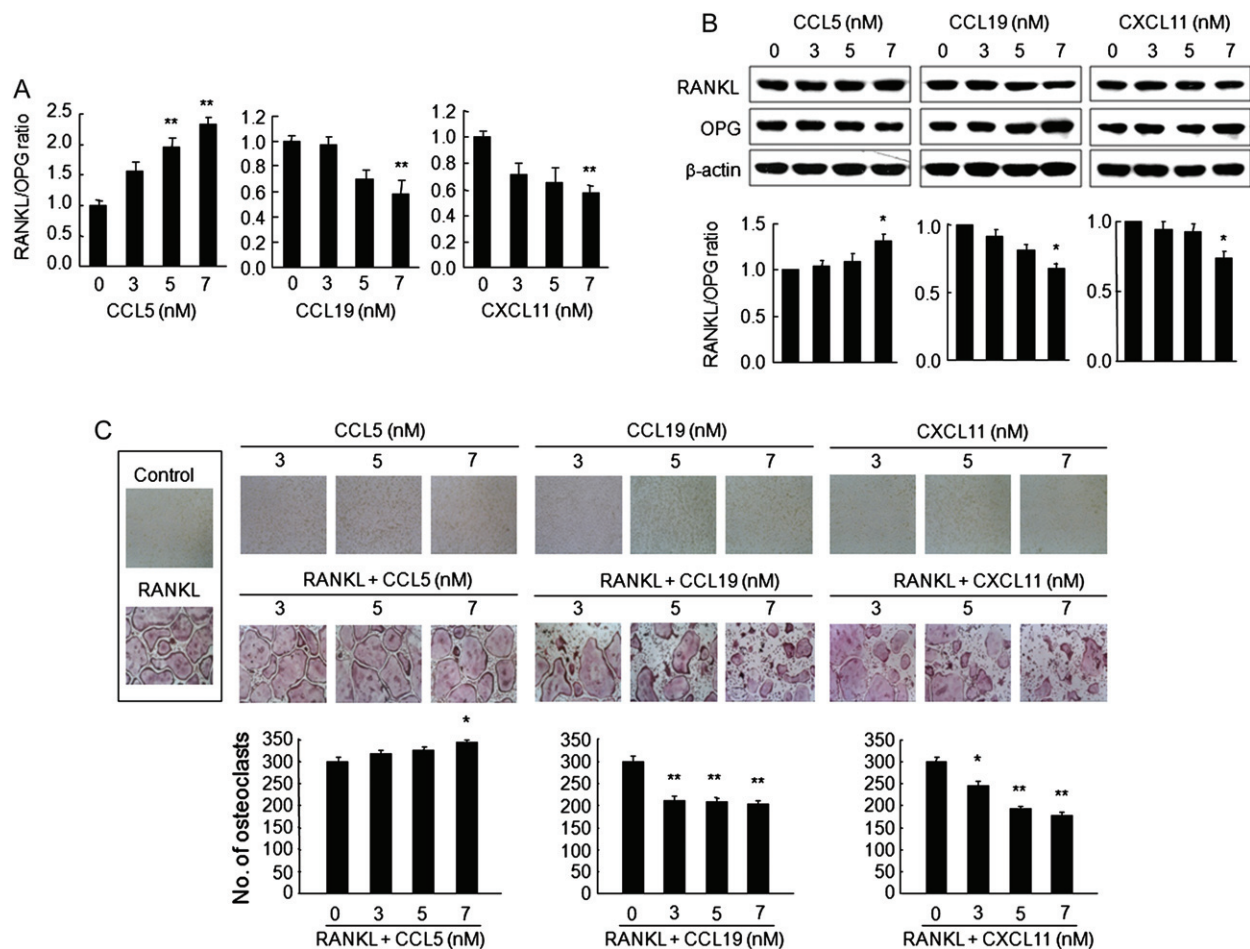 A
RANKL/OPG ratio
2.5
2.0
1.5
1.0
0.5
0.0
** **
0 3 5 7
CCL5 (nM)
1.2
1.0
0.8
0.6
0.4
0.2
0.0
**
0 3 5 7
CCL19 (nM)
1.2
1.0
0.8
0.6
0.4
0.2
0
**
0 3 5 7
CXCL11 (nM)
B
CCL5 (nM) CCL19 (nM) CXCL11 (nM)
0 3 5 7 0 3 5 7 0 3 5 7
RANKL
OPG
β-actin
RANKL/OPG ratio
1.5
1.0
0.5
0.0
*
1.0
0.5
0.0
*
1.0
0.5
0.0
*
C
Control
RANKL
CCL5 (nM) CCL19 (nM) CXCL11 (nM)
3 5 7 3 5 7 3 5 7
RANKL + CCL5 (nM) RANKL + CCL19 (nM) RANKL + CXCL11 (nM)
3 5 7 3 5 7 3 5 7
No. of osteoclasts
350
300
250
200
150
100
50
0
*
0 3 5 7
RANKL + CCL5 (nM)
350
300
250
200
150
100
50
0
** ** **
0 3 5 7
RANKL + CCL19 (nM)
350
300
250
200
150
100
50
0
* ** **
0 3 5 7
RANKL + CXCL11 (nM)